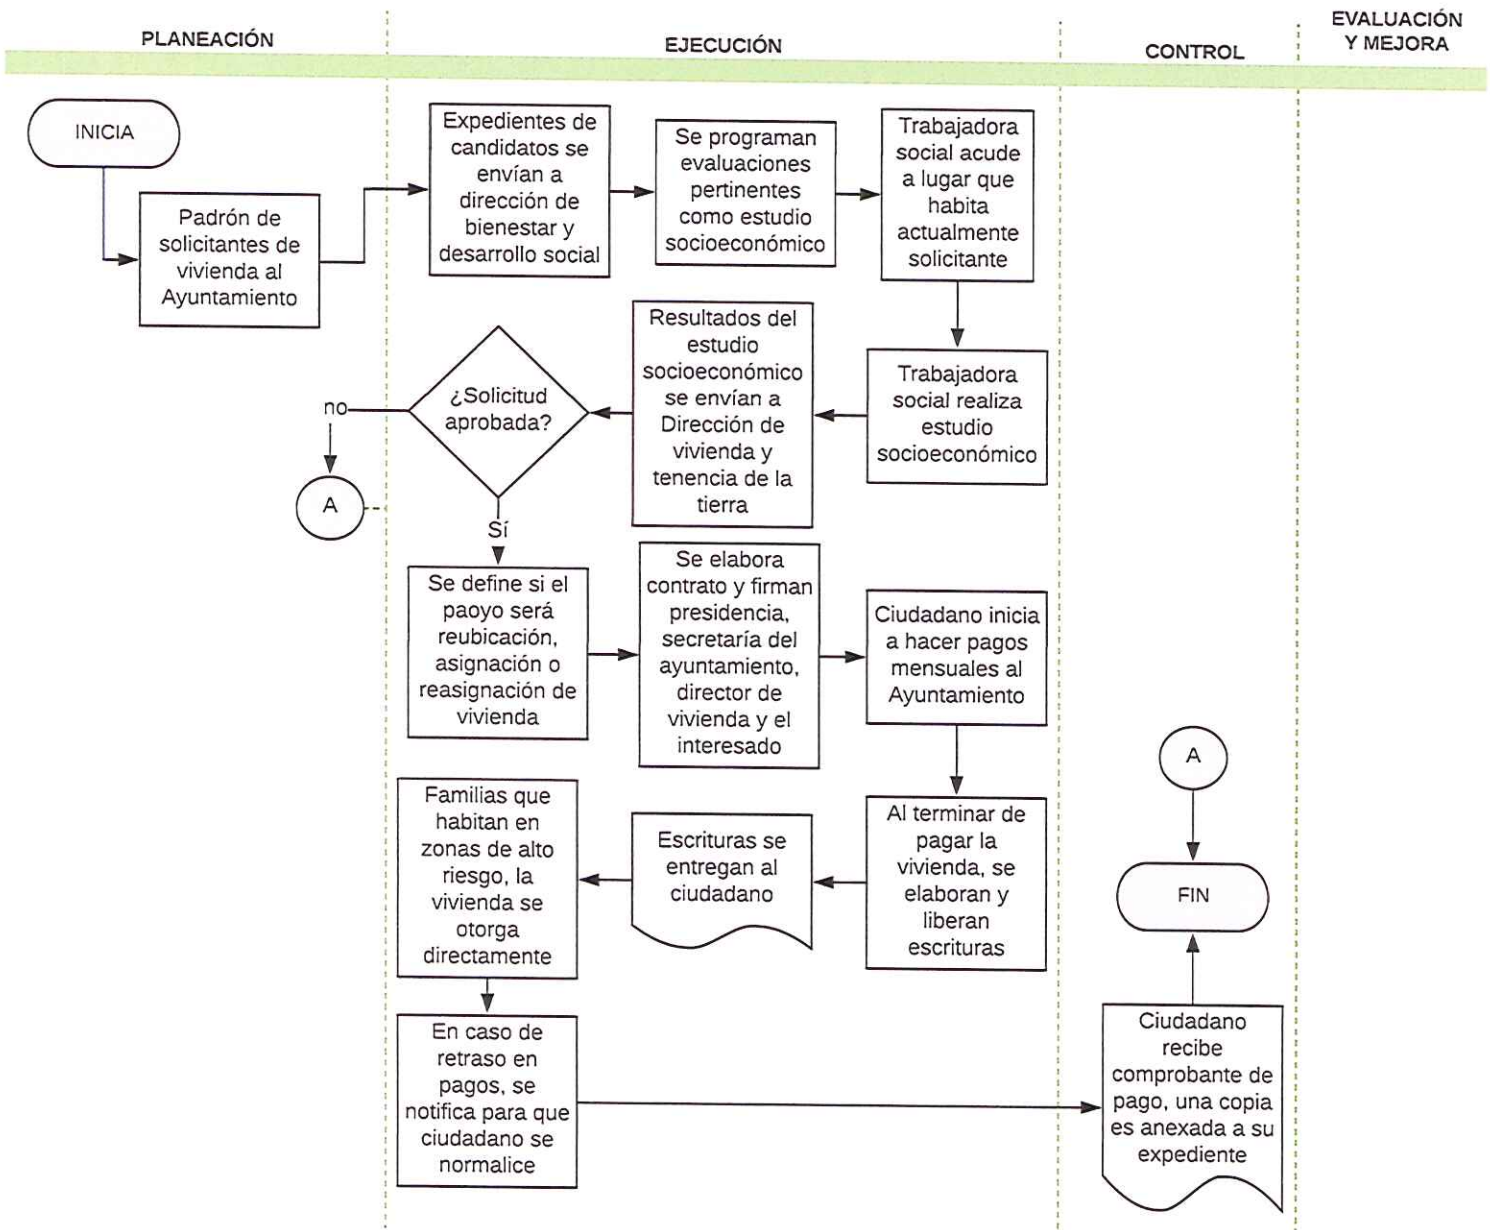 PLANEACIÓN
EJECUCIÓN
CONTROL
EVALUACIÓN
Y MEJORA
INICIA
Padrón de
solicitantes de
vivienda al
Ayuntamiento
Expedientes de
candidatos se
envían a
dirección de
bienestar y
desarrollo social
Se programan
evaluaciones
pertinentes
como estudio
socioeconómico
Trabajadora
social acude
a lugar que
habita
actualmente
solicitante
Trabajadora
social realiza
estudio
socioeconómico
Resultados del
estudio
socioeconómico
se envían a
Dirección de
vivienda y
tenencia de la
tierra
¿Solicitud
aprobada?
no
A
Sí
Se define si el
paoyo será
reubicación,
asignación o
reasignación de
vivienda
Se elabora
contrato y firman
presidencia,
secretaría del
ayuntamiento,
director de
vivienda y el
interesado
Ciudadano inicia
a hacer pagos
mensuales al
Ayuntamiento
Al terminar de
pagar la
vivienda, se
elaboran y
liberan
escrituras
Escrituras se
entregan al
ciudadano
Familias que
habitan en
zonas de alto
riesgo, la
vivienda se
otorga
directamente
En caso de
retraso en
pagos, se
notifica para que
ciudadano se
normalice
Ciudadano
recibe
comprobante de
pago, una copia
es anexada a su
expediente
A
FIN